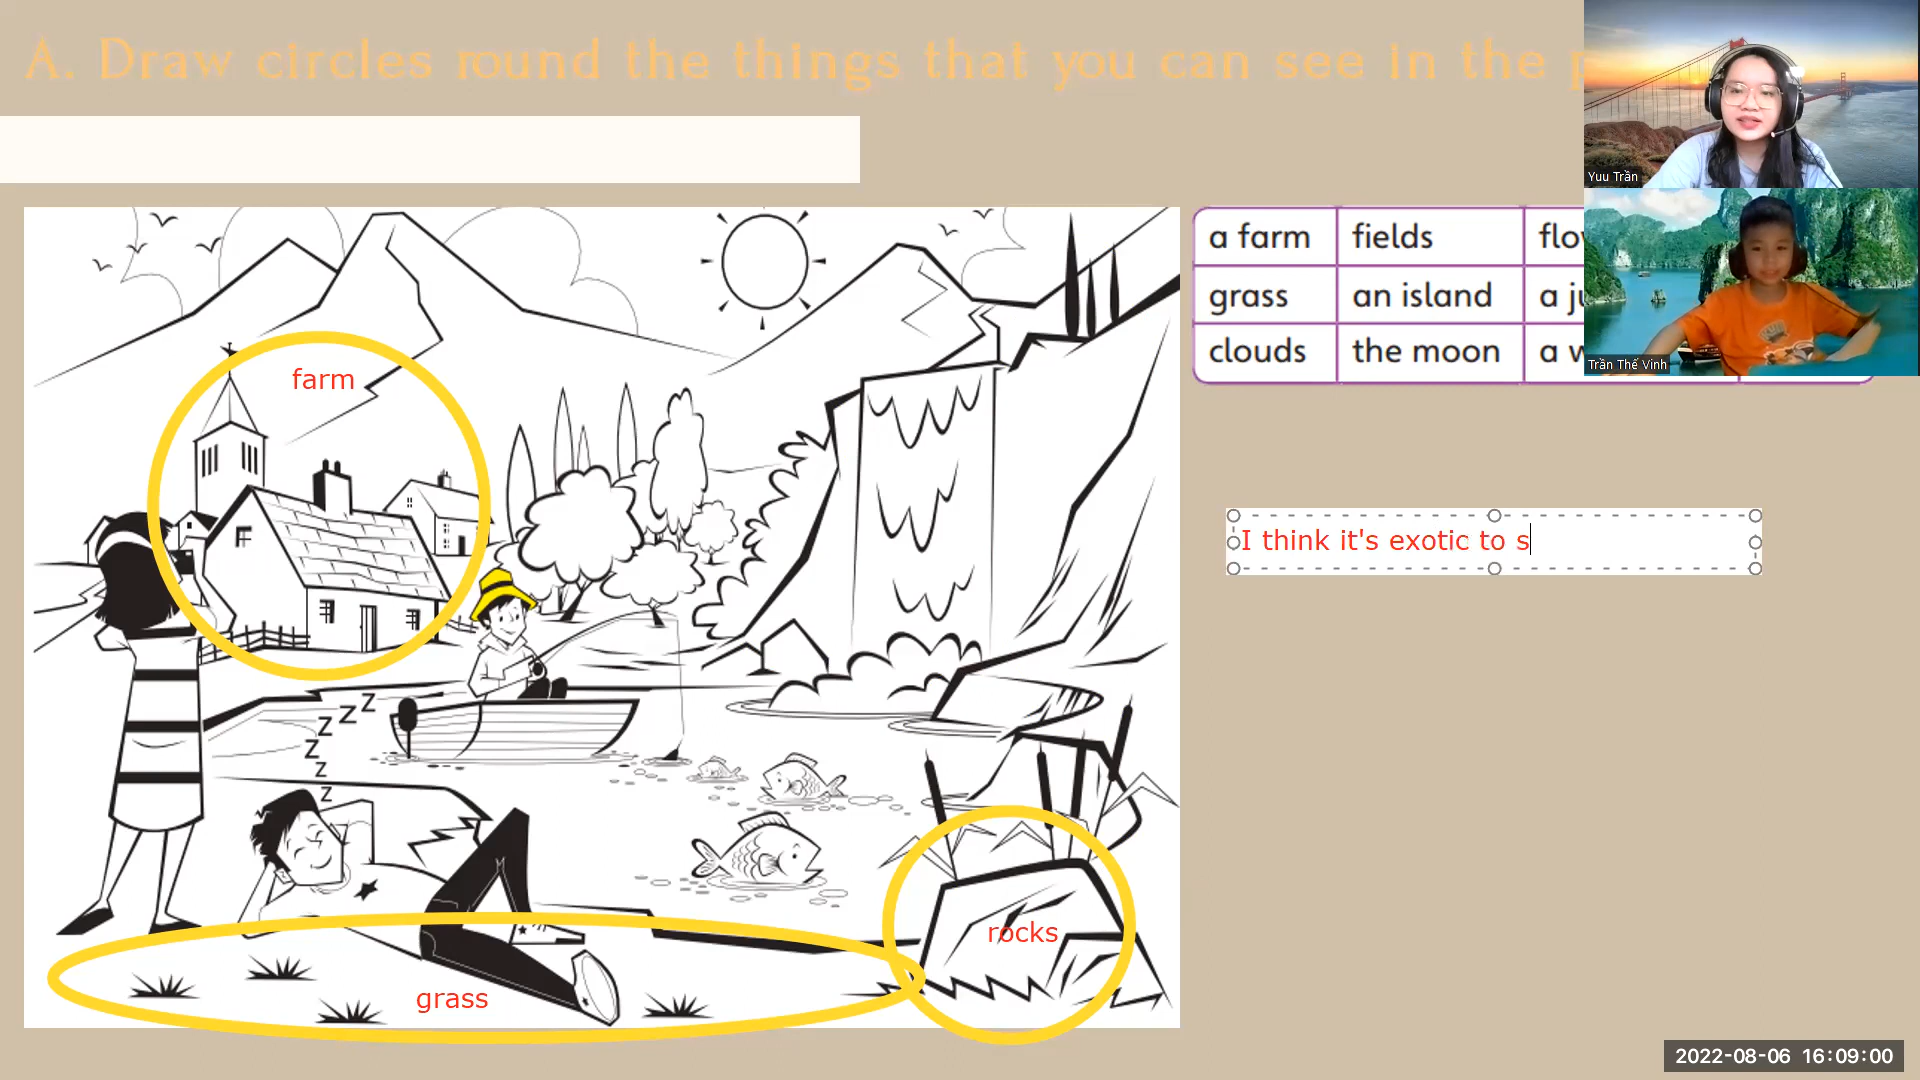 A. Draw circles round the things that you can see in the
Yuu Trần
Trần Thế Vinh
a farm fields
grass an island a
clouds the moon a
farm
I think it's exotic to s
z z z z z z
rocks
grass
2022-08-06 16:09:00